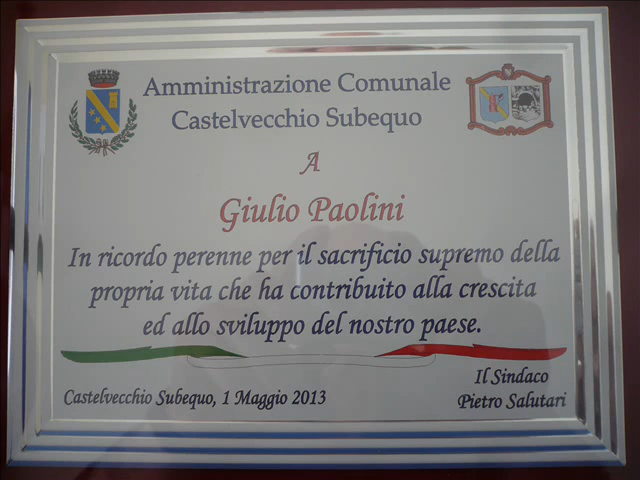 Amministrazione Comunale
Castelvecchio Subequo
A
Giulio Paolini
In ricordo perenne per il sacrificio supremo della
propria vita che ha contribuito alla crescita
ed allo sviluppo del nostro paese.
Castelvecchio Subequo, 1 Maggio 2013
Il Sindaco
Pietro Salutari